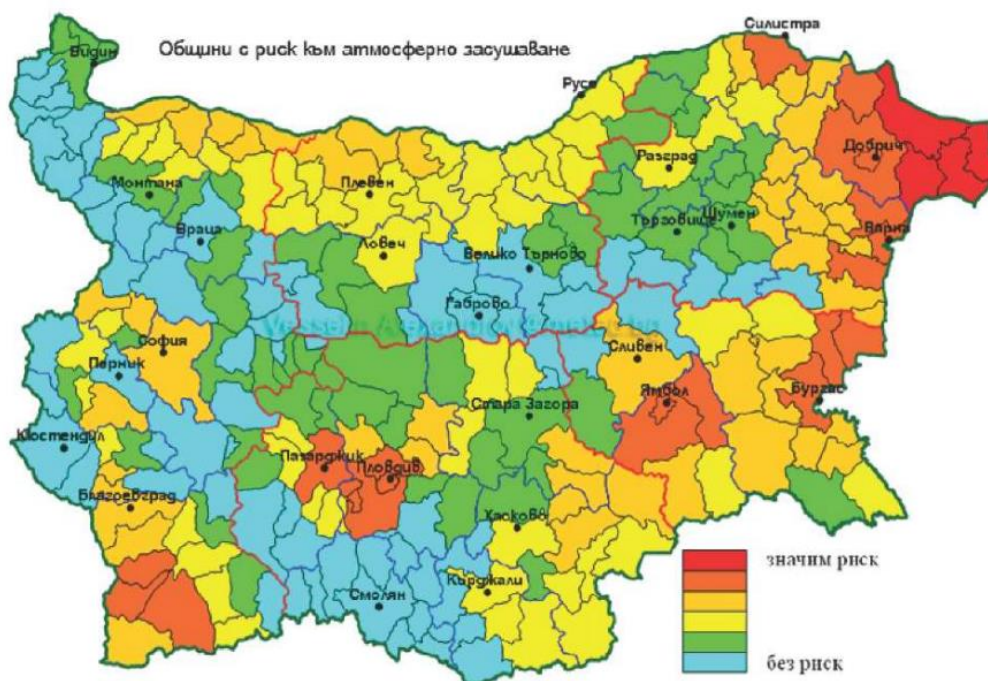 Силистра
Общини с риск към атмосферно засушаване
Видин
Русе
Добрич
Разград
Монтана
Плевен
Търговище
Шумен
Варна
Враца
Ловеч
Велико Търново
Габрово
София
Сливен
Перник
Ямбол
Бургас
Стара Загора
Кюстендил
Пазарджик
Пловдив
Благоевград
Хасково
значим риск
Кърджали
Смолян
без риск